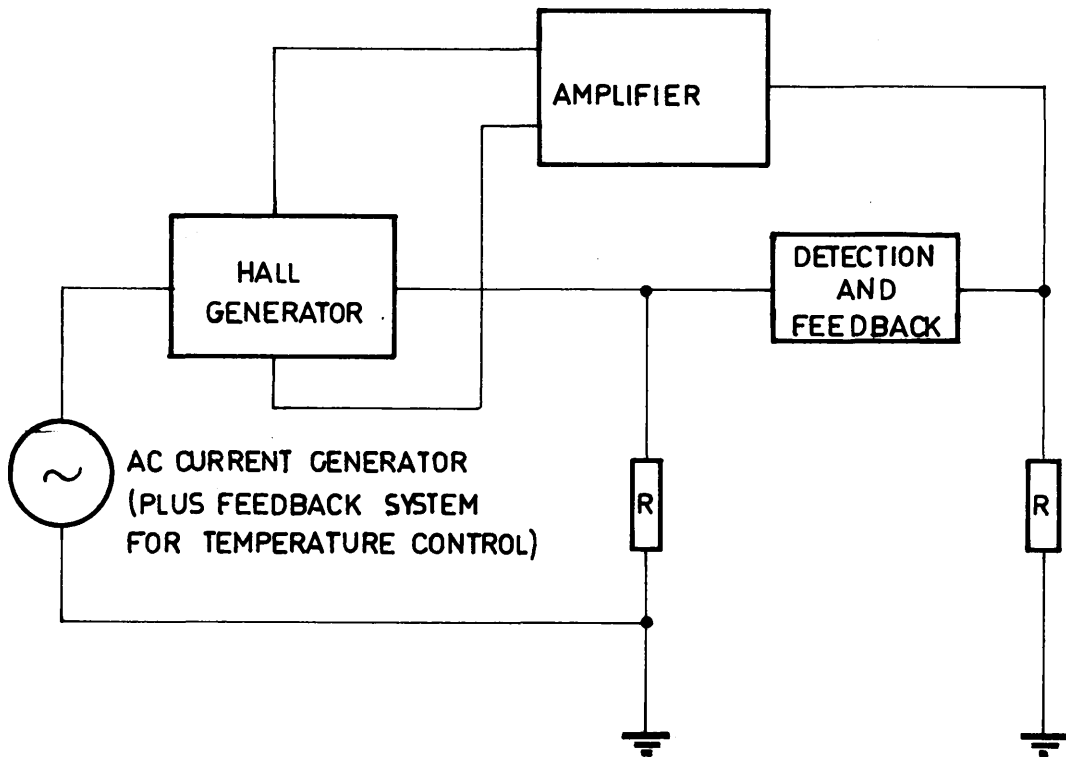 AMPLIFIER
HALL
GENERATOR
DETECTION
AND
FEEDBACK
~
AC CURRENT GENERATOR
(PLUS FEEDBACK SYSTEM
FOR TEMPERATURE CONTROL)
R
R